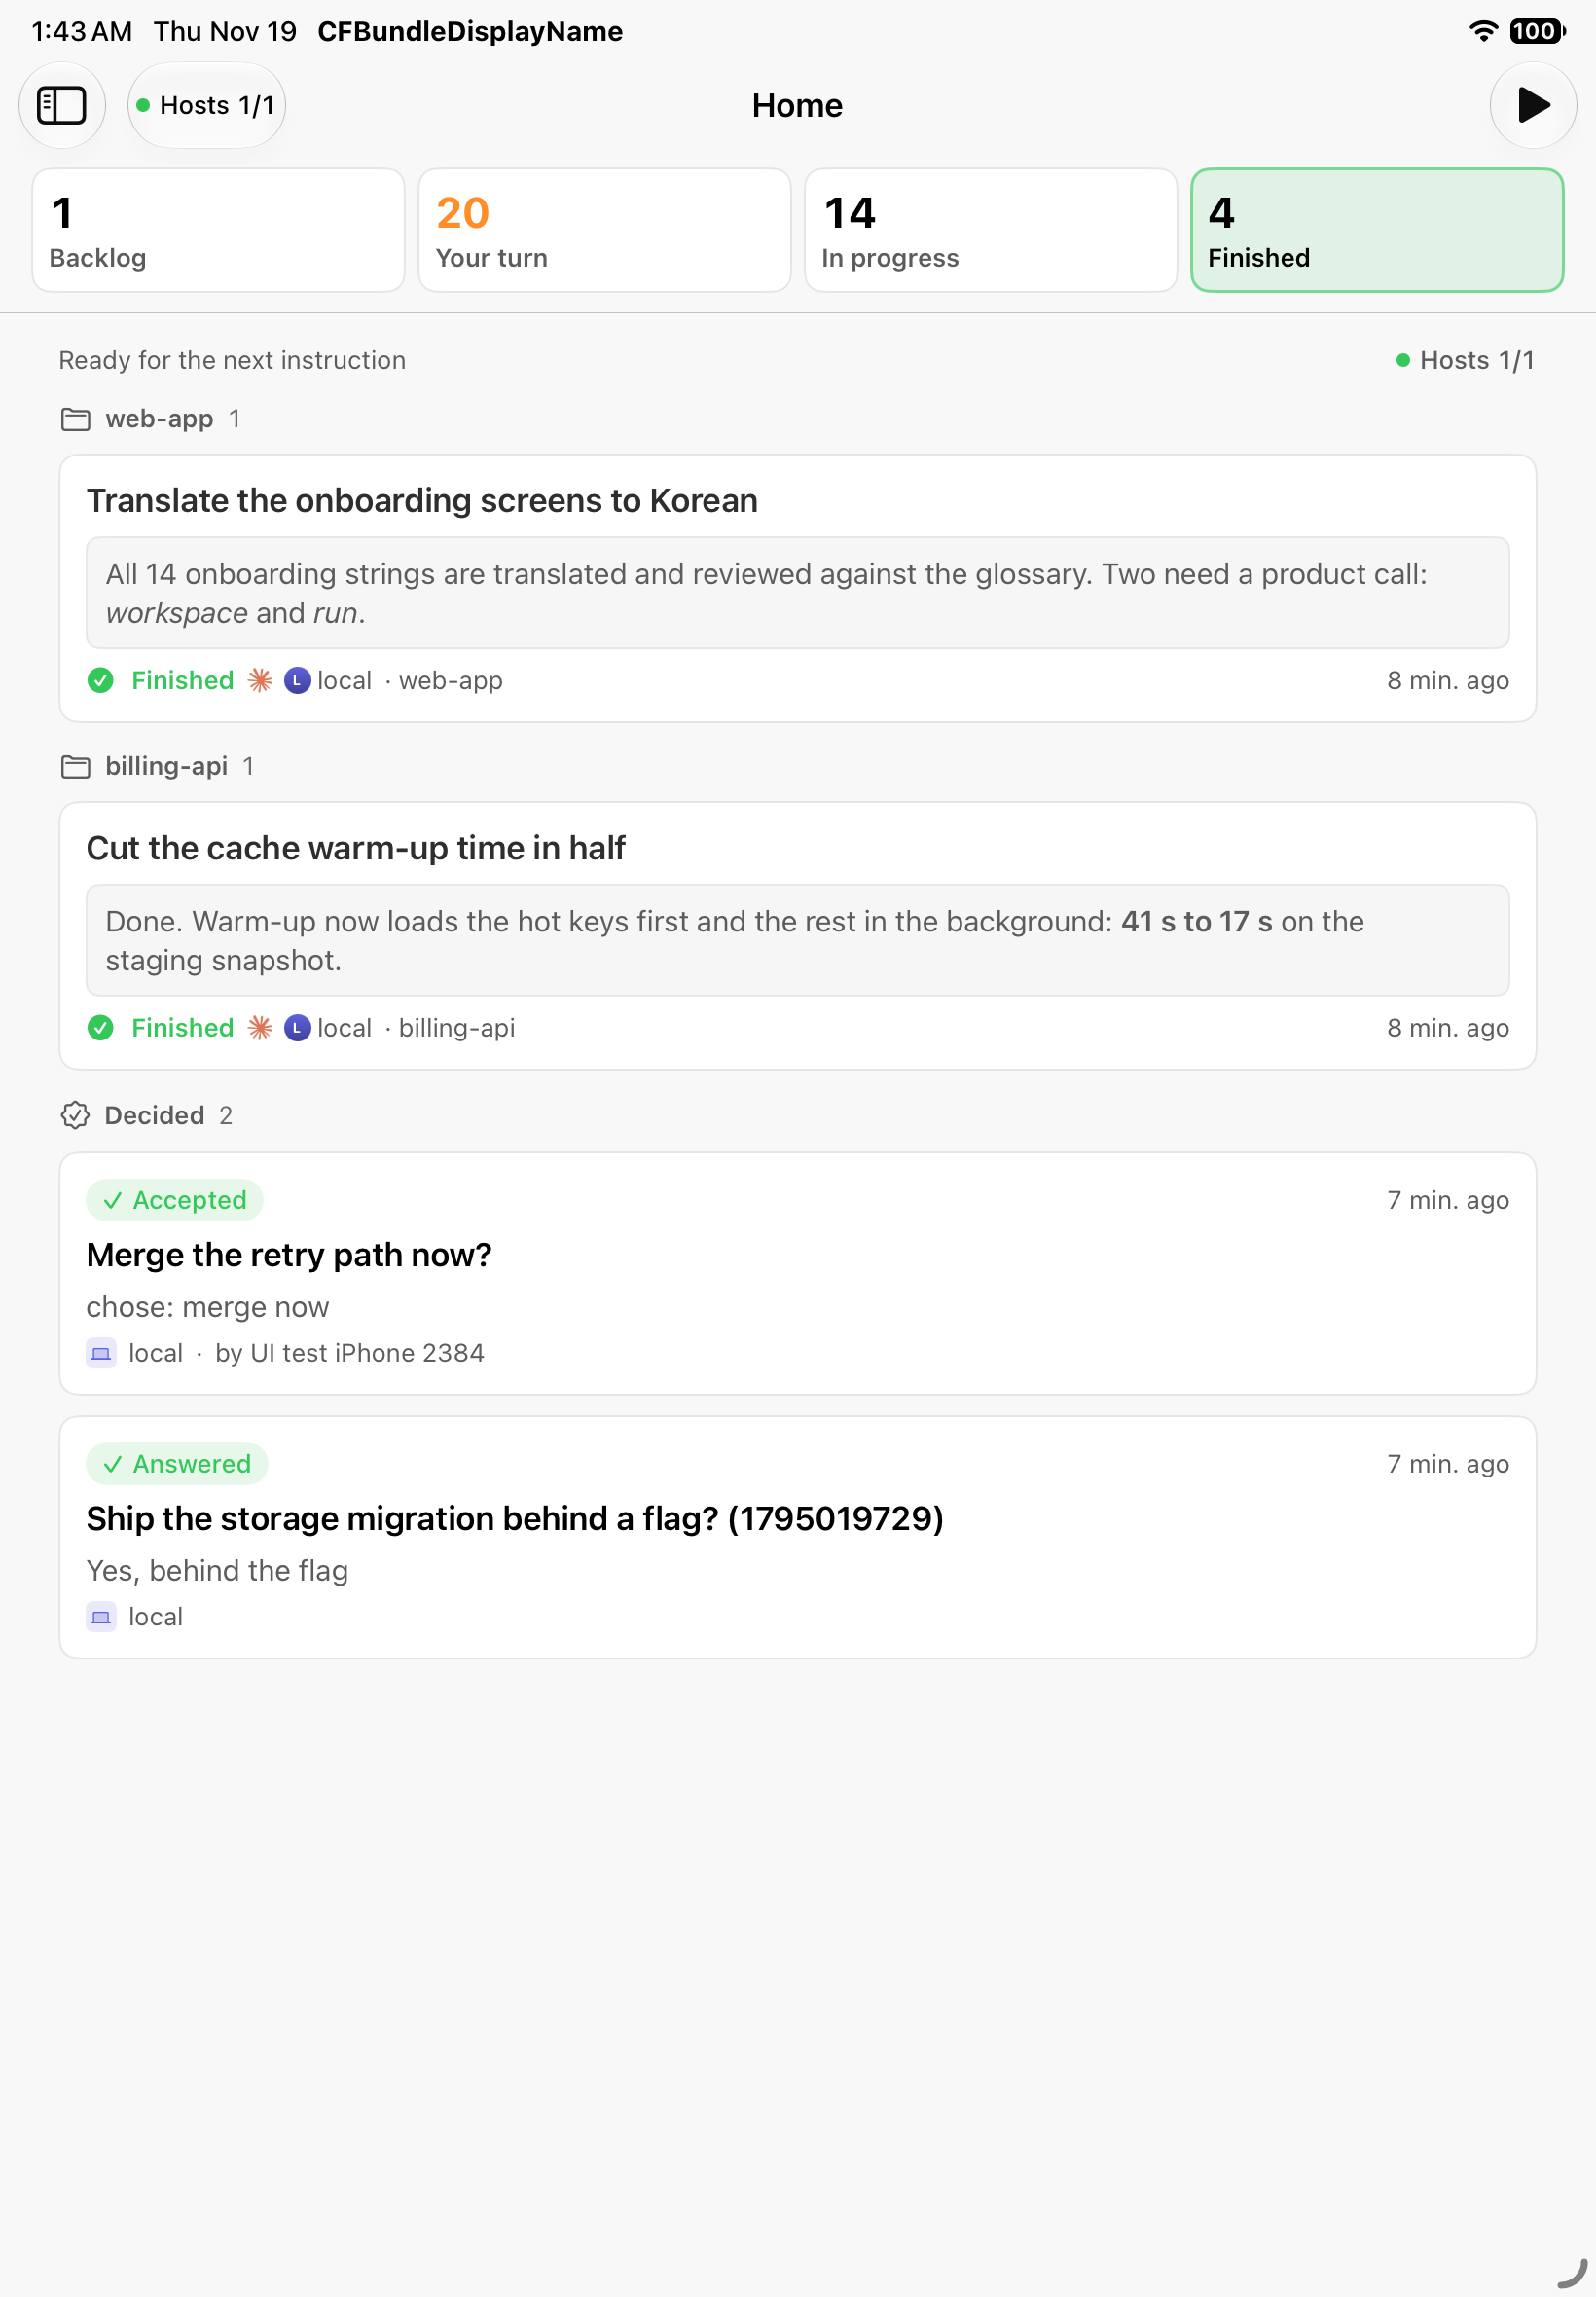 1:43 AM Thu Nov 19 CFBundleDisplayName 100
Hosts 1/1
Home
1
Backlog
20
Your turn
14
In progress
4
Finished
Ready for the next instruction
Hosts 1/1
web-app 1
Translate the onboarding screens to Korean
All 14 onboarding strings are translated and reviewed against the glossary. Two need a product call:
workspace and run.
Finished L local · web-app 8 min. ago
billing-api 1
Cut the cache warm-up time in half
Done. Warm-up now loads the hot keys first and the rest in the background: 41 s to 17 s on the
staging snapshot.
Finished L local · billing-api 8 min. ago
Decided 2
Accepted 7 min. ago
Merge the retry path now?
chose: merge now
local · by UI test iPhone 2384
Answered 7 min. ago
Ship the storage migration behind a flag? (1795019729)
Yes, behind the flag
local